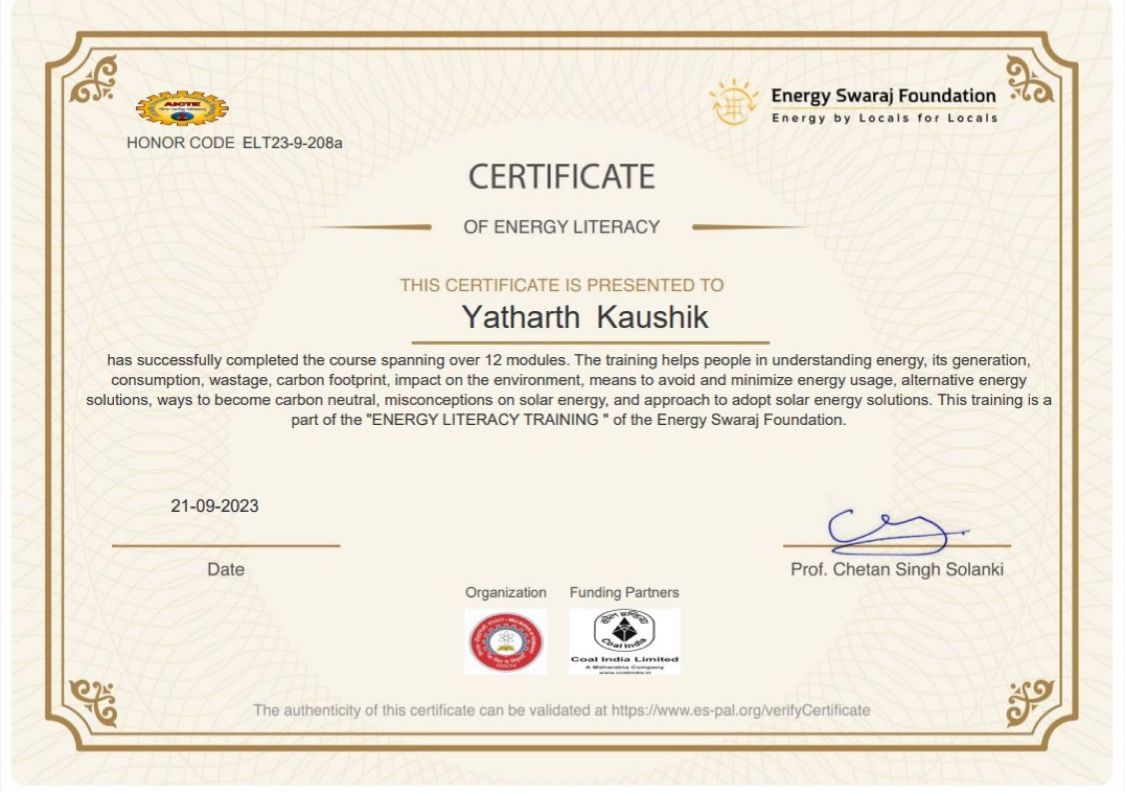 AICTE
Energy Swaraj Foundation
Energy by Locals for Locals
HONOR CODE ELT23-9-208a
CERTIFICATE
OF ENERGY LITERACY
THIS CERTIFICATE IS PRESENTED TO
Yatharth Kaushik
has successfully completed the course spanning over 12 modules. The training helps people in understanding energy, its generation,
consumption, wastage, carbon footprint, impact on the environment, means to avoid and minimize energy usage, alternative energy
solutions, ways to become carbon neutral, misconceptions on solar energy, and approach to adopt solar energy solutions. This training is a
part of the "ENERGY LITERACY TRAINING " of the Energy Swaraj Foundation.
21-09-2023
Date
Prof. Chetan Singh Solanki
Organization
Funding Partners
Coal India
Coal India Limited
A Maharatna Company
www.coalindia.in
The authenticity of this certificate can be validated at https://www.es-pal.org/verifyCertificate